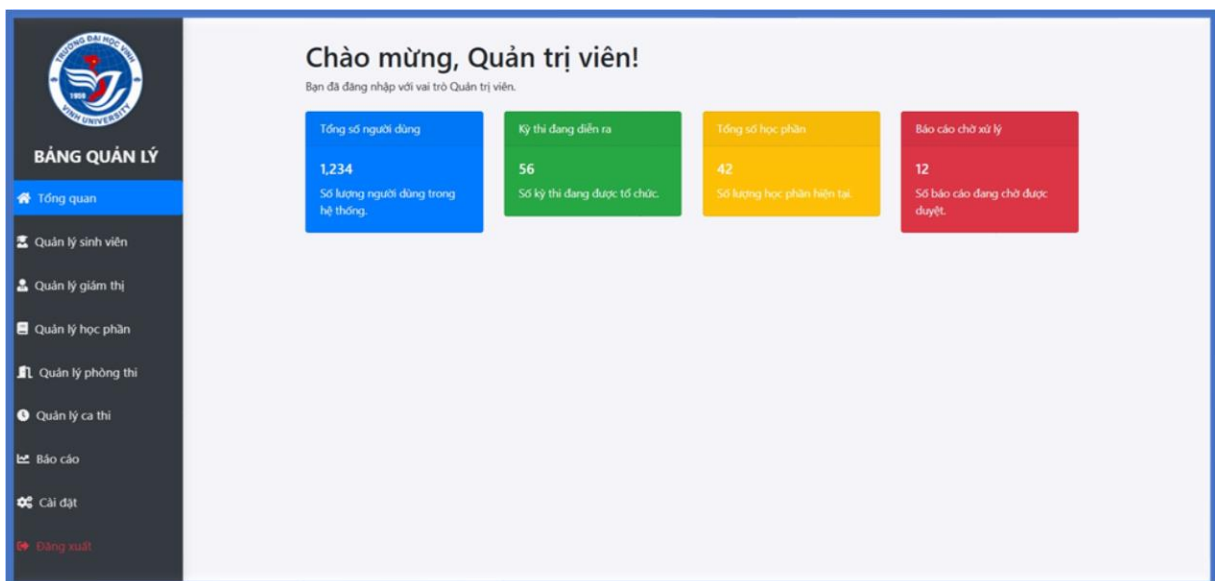 TRƯỜNG ĐẠI HỌC VINH
1959
VINH UNIVERSITY
BẢNG QUẢN LÝ
Tổng quan
Quản lý sinh viên
Quản lý giám thị
Quản lý học phần
Quản lý phòng thi
Quản lý ca thi
Báo cáo
Cài đặt
Đăng xuất
Chào mừng, Quản trị viên!
Bạn đã đăng nhập với vai trò Quản trị viên.
Tổng số người dùng
1,234
Số lượng người dùng trong
hệ thống.
Kỳ thi đang diễn ra
56
Số kỳ thi đang được tổ chức.
Tổng số học phần
42
Số lượng học phần hiện tại.
Báo cáo chờ xử lý
12
Số báo cáo đang chờ được
duyệt.